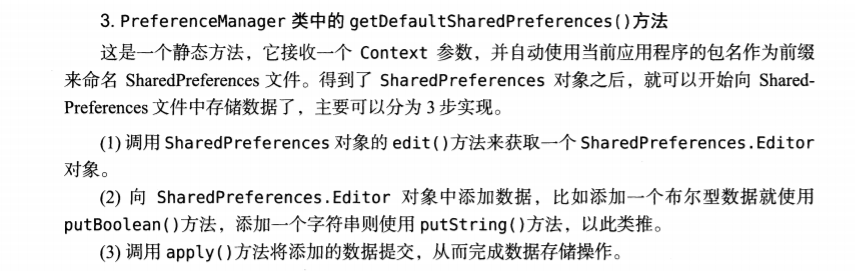 3. PreferenceManager 类中的 getDefaultSharedPreferences()方法
这是一个静态方法，它接收一个 Context 参数，并自动使用当前应用程序的包名作为前缀
来命名 SharedPreferences 文件。得到了 SharedPreferences 对象之后，就可以开始向 Shared-
Preferences 文件中存储数据了，主要可以分为 3 步实现。
(1) 调用 SharedPreferences 对象的 edit()方法来获取一个 SharedPreferences.Editor
对象。
(2) 向 SharedPreferences.Editor 对象中添加数据，比如添加一个布尔型数据就使用
putBoolean()方法，添加一个字符串则使用 putString()方法，以此类推。
(3) 调用 apply()方法将添加的数据提交，从而完成数据存储操作。